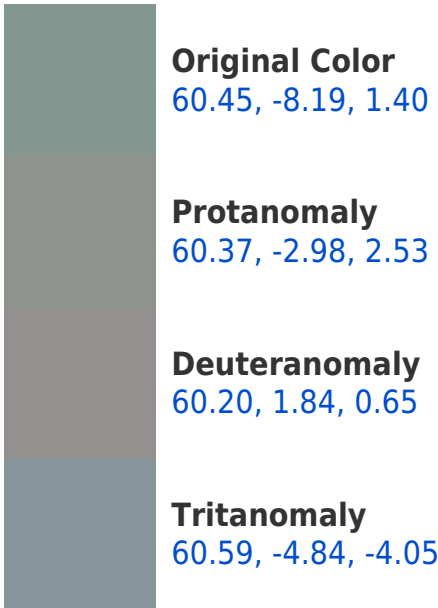 Original Color
60.45, -8.19, 1.40
Protanomaly
60.37, -2.98, 2.53
Deuteranomaly
60.20, 1.84, 0.65
Tritanomaly
60.59, -4.84, -4.05